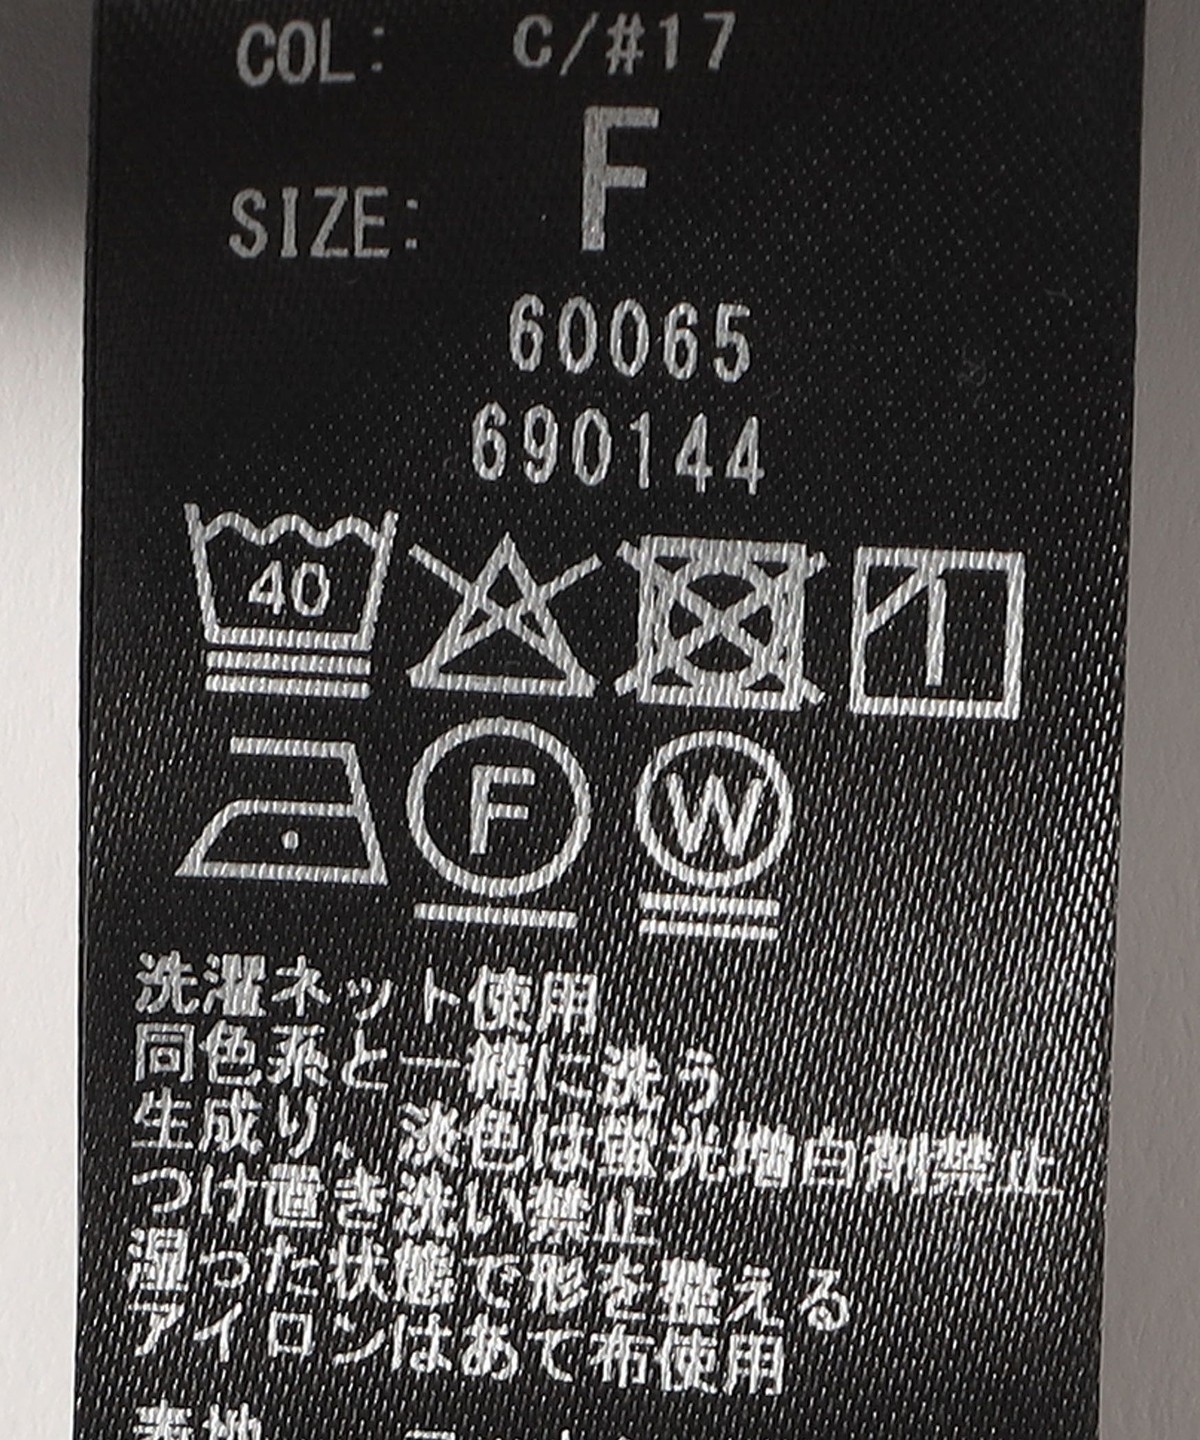 COL: C/#17
SIZE: F
60065
690144
40
F W
洗濯ネット使用
同色系と一緒に洗う
生成り、淡色は蛍光増白剤禁止
つけ置き洗い禁止
湿った状態で形を整える
アイロンはあて布使用
表地